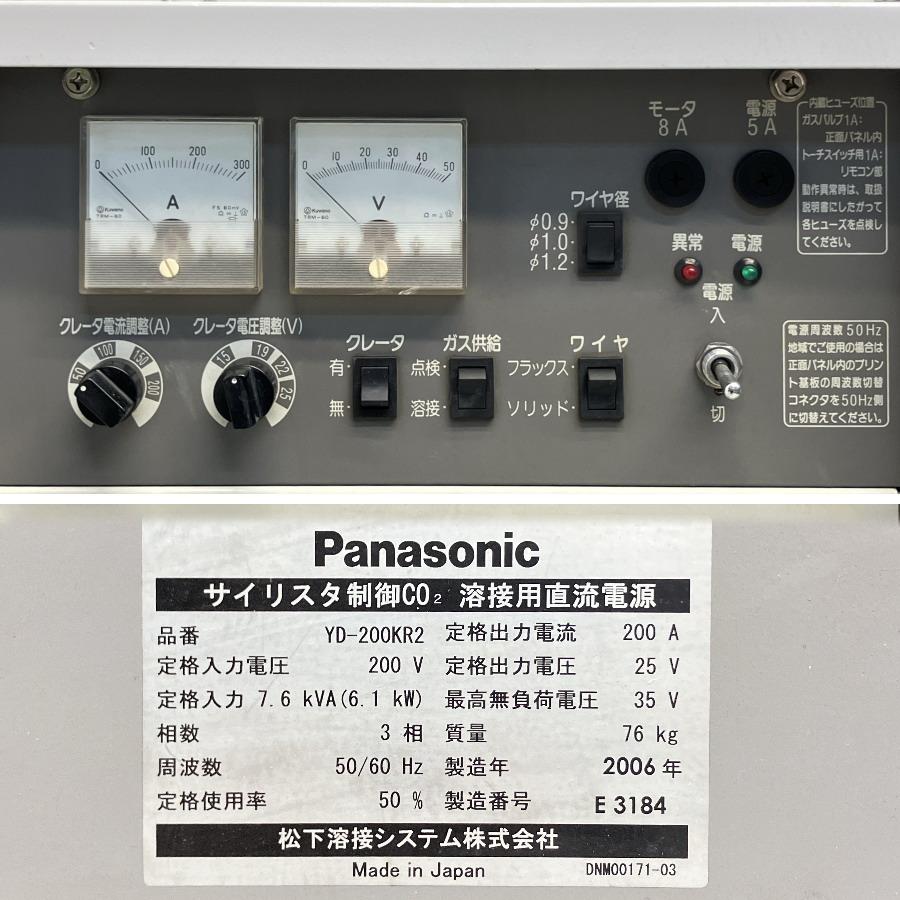 0 100 200 300
A
Kuwano
TRM-60
FS 60mV
0 10 20 30 40 50
V
Kuwano
TRM-60
モータ
8A
電源
5A
内蔵ヒューズ位置
ガスバルブ1A:
正面パネル内
トーチスイッチ用1A:
リモコン部
動作異常時は、取扱
説明書にしたがって
各ヒューズを点検し
てください。
ワイヤ径
φ0.9
φ1.0
φ1.2
異常
電源
電源
入
切
クレータ電流調整(A)
50 100 150 200
クレータ電圧調整(V)
15 19 22 25
クレータ
有
無
ガス供給
点検
溶接
ワイヤ
フラックス
ソリッド
電源周波数50Hz
地域でご使用の場合は
正面パネル内のプリン
ト基板の周波数切替
コネクタを50Hz側
に切替えてください。
Panasonic
サイリスタ制御CO2 溶接用直流電源
品番 YD-200KR2 定格出力電流 200 A
定格入力電圧 200 V 定格出力電圧 25 V
定格入力 7.6 kVA(6.1 kW) 最高無負荷電圧 35 V
相数 3 相 質量 76 kg
周波数 50/60 Hz 製造年 2006 年
定格使用率 50 % 製造番号 E 3184
松下溶接システム株式会社
Made in Japan DNM00171-03